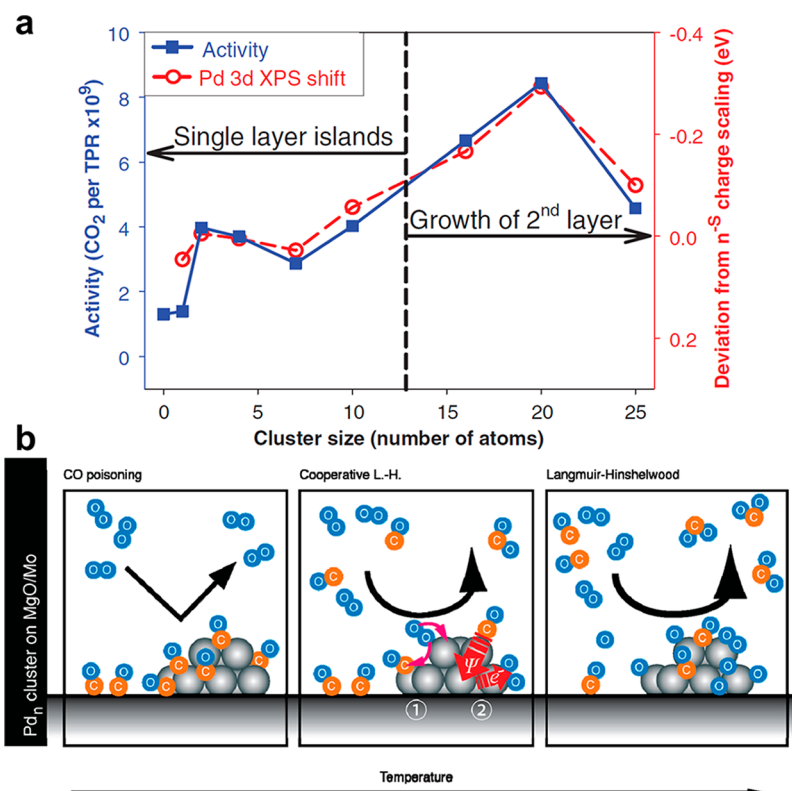 a
Activity
Pd 3d XPS shift
Single layer islands
Growth of 2nd layer
Activity (CO2 per TPR x10⁹)
10
8
6
4
2
0
-0.4
-0.2
0.0
0.2
Deviation from n-S charge scaling (eV)
0 5 10 15 20 25
Cluster size (number of atoms)
b
Pdn cluster on MgO/Mo
CO poisoning
Cooperative L.-H.
Langmuir-Hinshelwood
O O O O O O O O O O O C O C O C O C O C C O C
O O O O O C O C O C O O O O O C O C O C O C O O
Ψ
e-
① ②
O O O O C O C O O O C O C O C O O O O C O O O C O O O C O O
Temperature